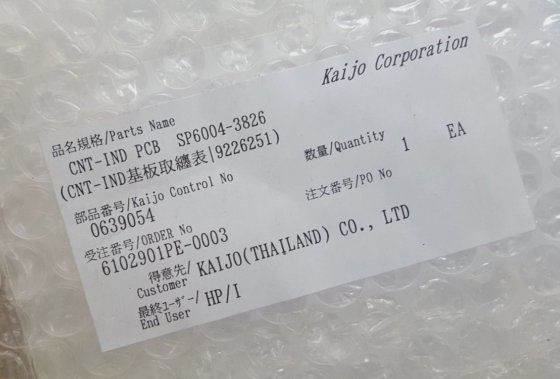 Kaijo Corporation
品名規格/Parts Name
CNT-IND PCB SP6004-3826
(CNT-IND基板取纏表|9226251)
部品番号/Kaijo Control No
0639054
数量/Quantity
1 EA
受注番号/ORDER No
6102901PE-0003
注文番号/PO No
得意先/
Customer KAIJO(THAILAND) CO., LTD
最終ユーザー/
End User HP/I